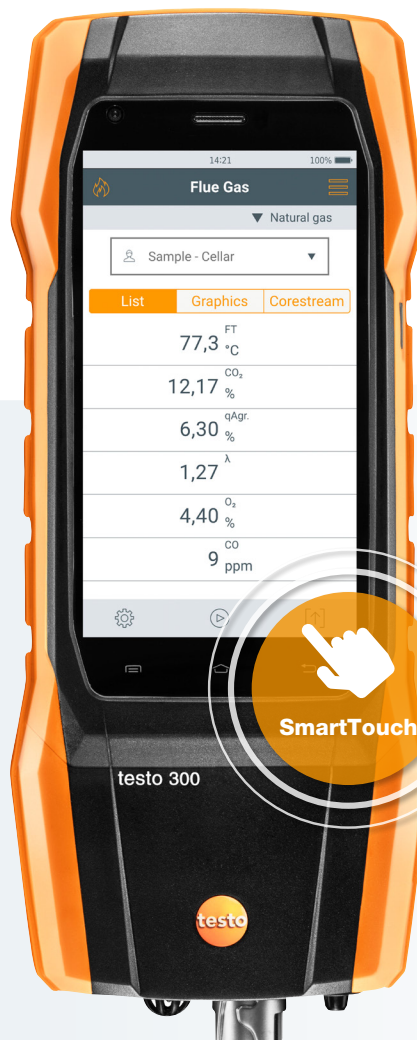 14:21 100%
Flue Gas
Natural gas
Sample - Cellar
List Graphics Corestream
77,3 FT °C
12,17 CO₂ %
6,30 qAgr. %
1,27 λ
4,40 O₂ %
9 CO ppm
SmartTouch
testo 300
testo